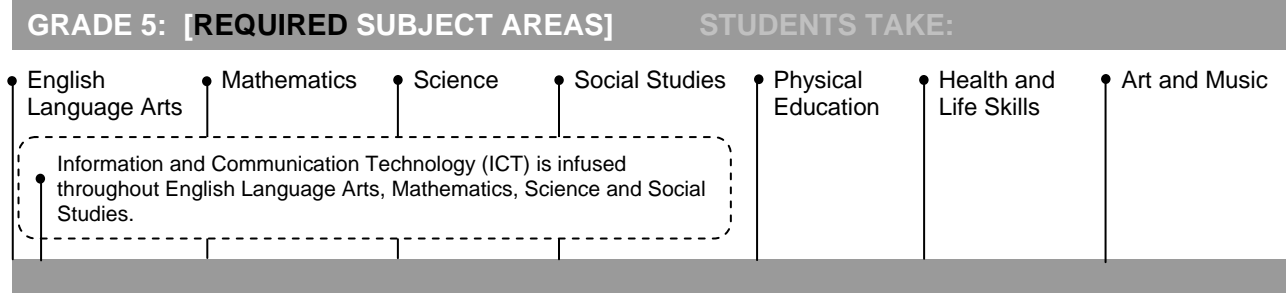 GRADE 5: [REQUIRED SUBJECT AREAS] STUDENTS TAKE:
English
Language Arts
Mathematics
Science
Social Studies
Physical
Education
Health and
Life Skills
Art and Music
Information and Communication Technology (ICT) is infused
throughout English Language Arts, Mathematics, Science and Social
Studies.